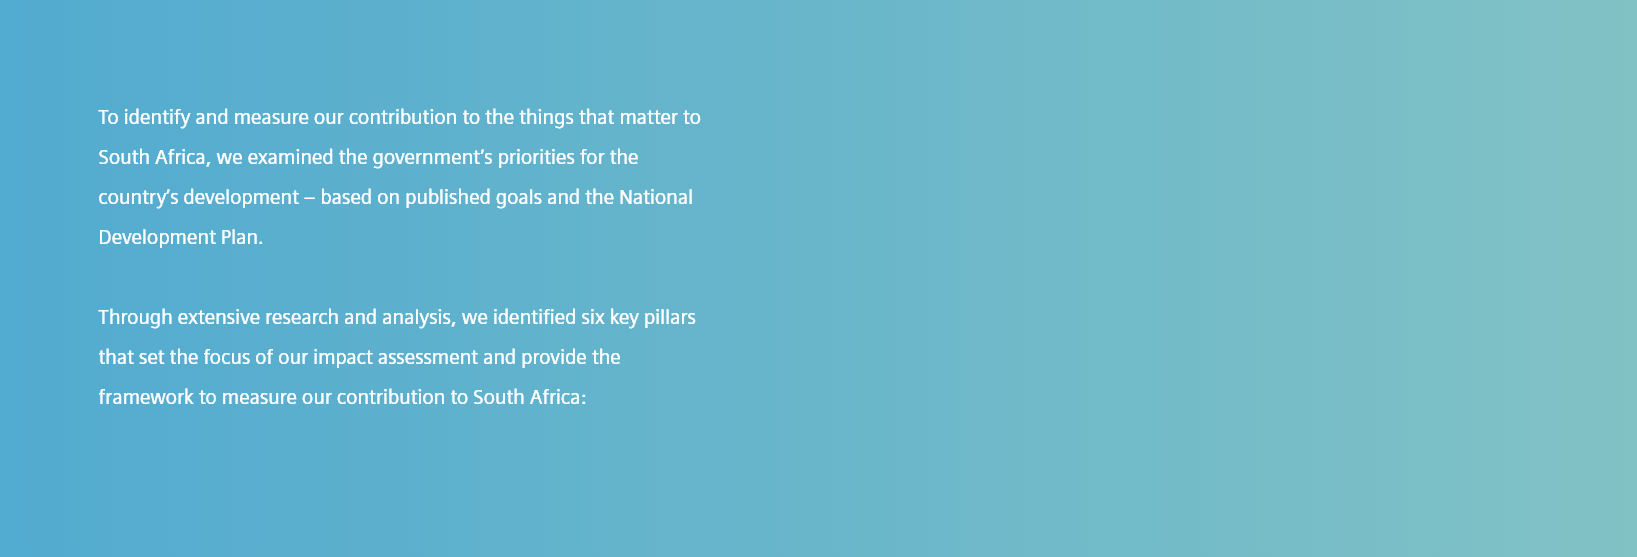 To identify and measure our contribution to the things that matter to
South Africa, we examined the government’s priorities for the
country’s development – based on published goals and the National
Development Plan.
Through extensive research and analysis, we identified six key pillars
that set the focus of our impact assessment and provide the
framework to measure our contribution to South Africa: